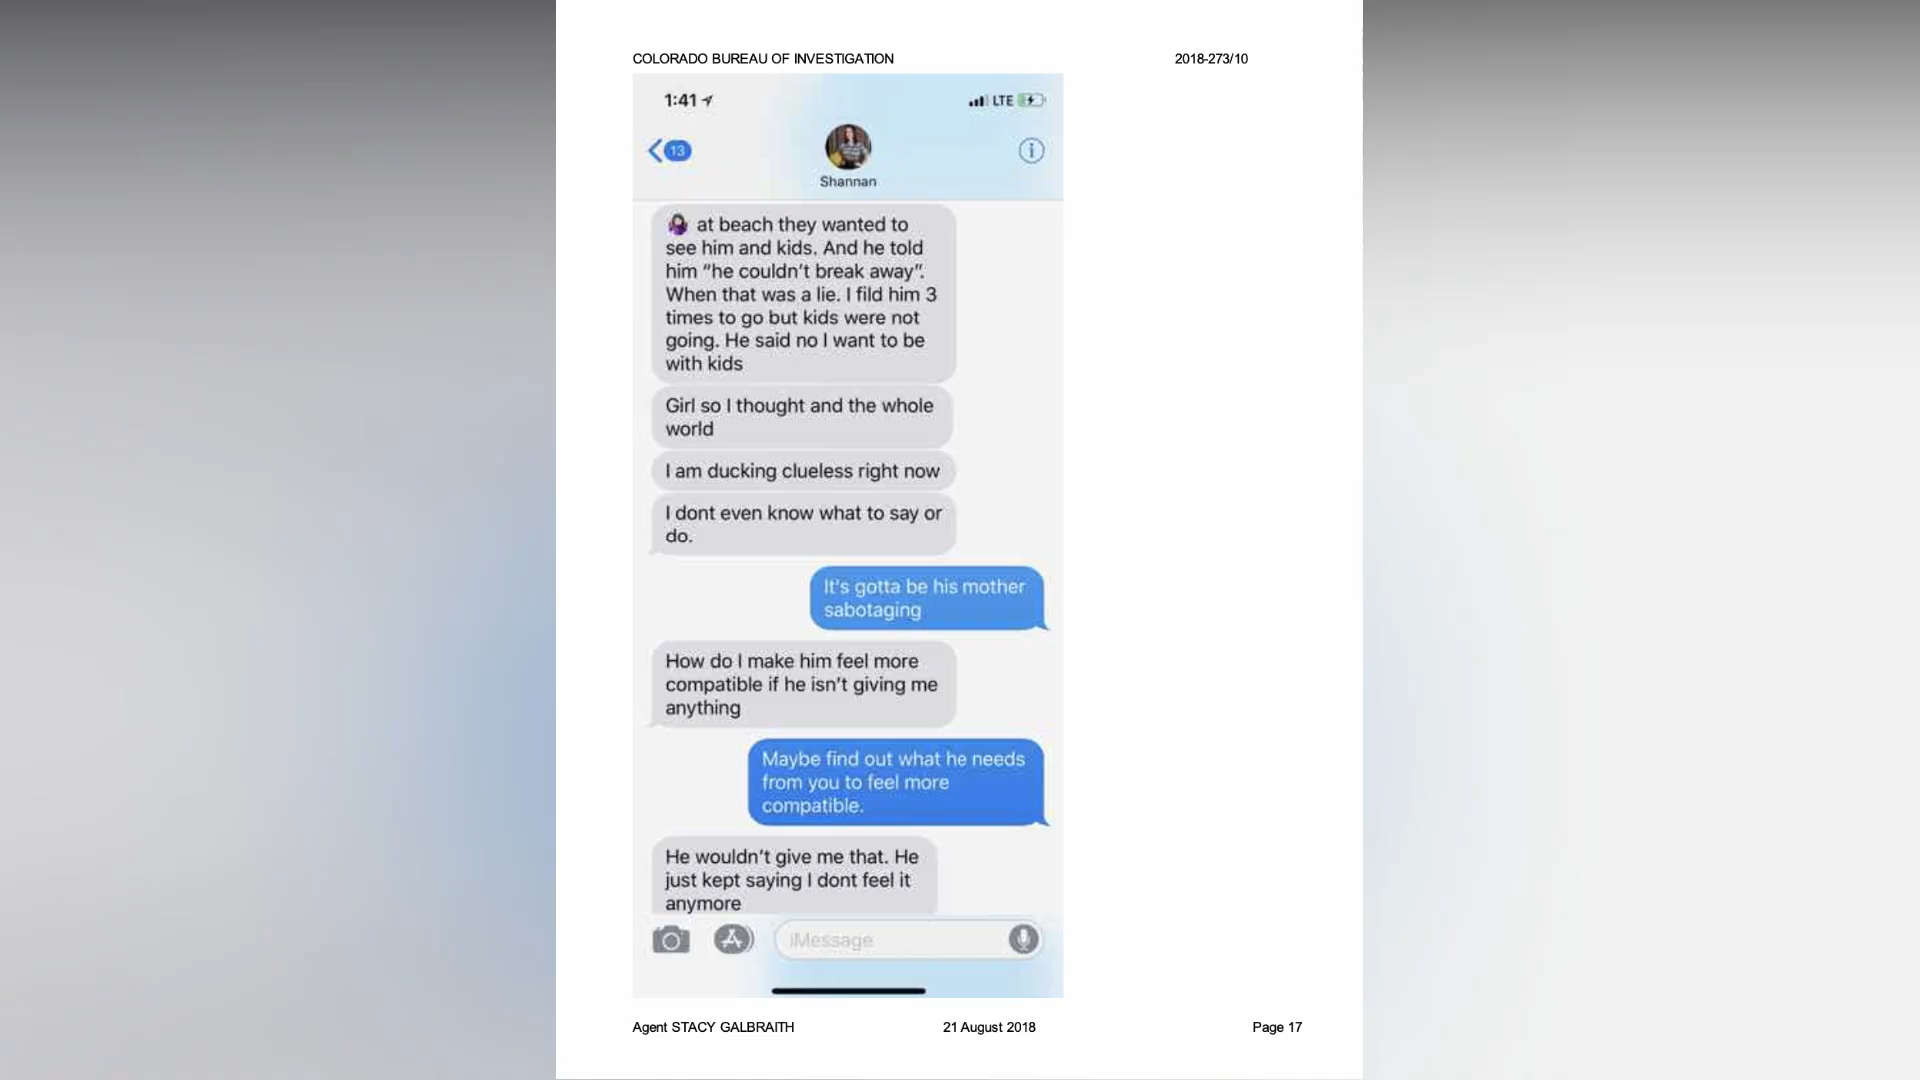 COLORADO BUREAU OF INVESTIGATION 2018-273/10
1:41 LTE
13
Shannan
at beach they wanted to
see him and kids. And he told
him “he couldn’t break away”.
When that was a lie. I fild him 3
times to go but kids were not
going. He said no I want to be
with kids
Girl so I thought and the whole
world
I am ducking clueless right now
I dont even know what to say or
do.
It's gotta be his mother
sabotaging
How do I make him feel more
compatible if he isn’t giving me
anything
Maybe find out what he needs
from you to feel more
compatible.
He wouldn’t give me that. He
just kept saying I dont feel it
anymore
iMessage
Agent STACY GALBRAITH 21 August 2018 Page 17